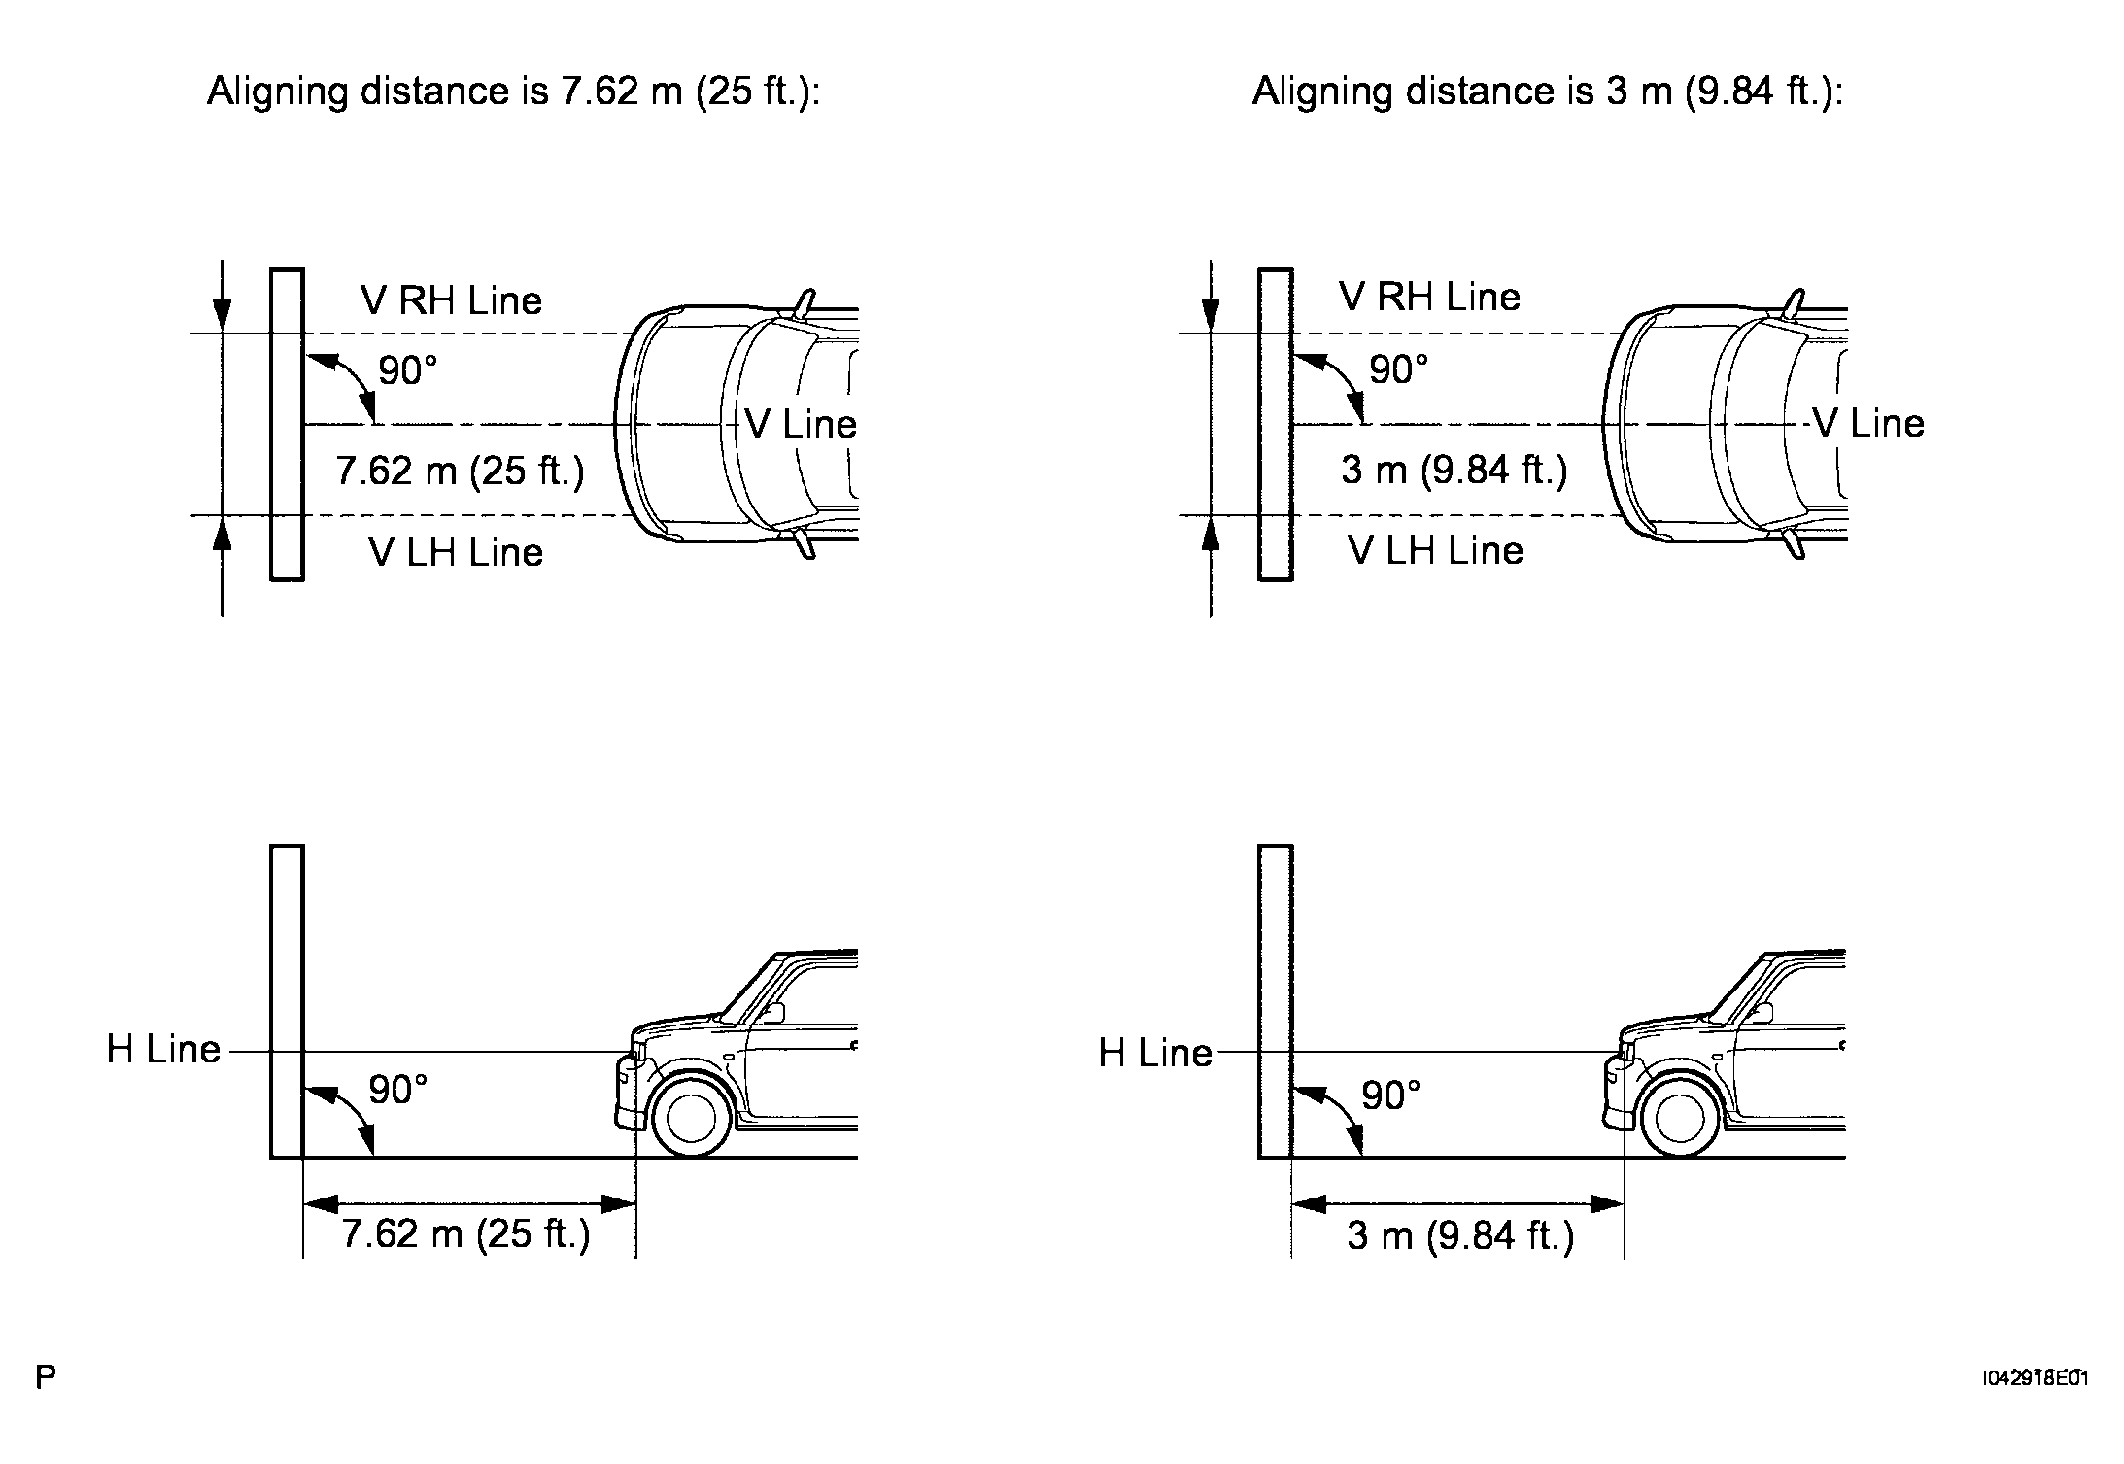 Aligning distance is 7.62 m (25 ft.):
V RH Line
90°
V Line
7.62 m (25 ft.)
V LH Line
H Line
90°
7.62 m (25 ft.)
Aligning distance is 3 m (9.84 ft.):
V RH Line
90°
V Line
3 m (9.84 ft.)
V LH Line
H Line
90°
3 m (9.84 ft.)
P
I042918E01